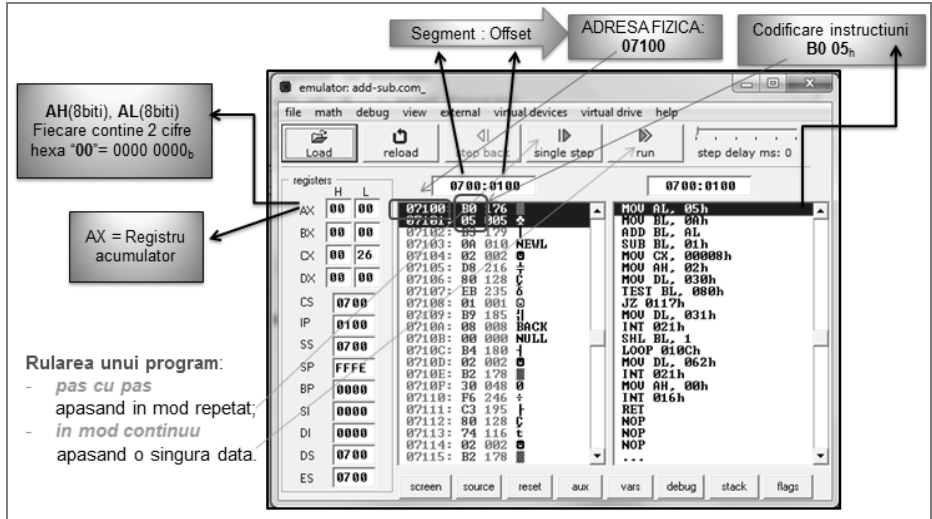 Segment : Offset
ADRESA FIZICA:
07100
Codificare instructiuni
B0 05h
AH(8biti), AL(8biti)
Fiecare contine 2 cifre
hexa “00”= 0000 0000b
AX = Registru
acumulator
Rularea unui program:
- pas cu pas
apasand in mod repetat;
- in mod continuu
apasand o singura data.
emulator: add-sub.com_
file math debug view external virtual devices virtual drive help
Load reload step back single step run step delay ms: 0
registers
H L
AX 00 00
BX 00 00
CX 00 26
DX 00 00
CS 0700
IP 0100
SS 0700
SP FFFE
BP 0000
SI 0000
DI 0000
DS 0700
ES 0700
0700:0100
07100: B0 176 ▒
07101: 05 005 ♣
07102: B3 179 │
07103: 0A 010 NEWL
07104: 02 002 ☻
07105: D8 216 ╪
07106: 80 128 Ç
07107: EB 235 δ
07108: 01 001 ☺
07109: B9 185 ╣
0710A: 08 008 BACK
0710B: 00 000 NULL
0710C: B4 180 ┤
0710D: 02 002 ☻
0710E: B2 178 ▓
0710F: 30 048 0
07110: F6 246 ÷
07111: C3 195 ├
07112: 80 128 Ç
07113: 74 116 t
07114: 02 002 ☻
07115: B2 178 ▓
0700:0100
MOV AL, 05h
MOV BL, 0Ah
ADD BL, AL
SUB BL, 01h
MOV CX, 00008h
MOV AH, 02h
MOV DL, 030h
TEST BL, 080h
JZ 0117h
MOV DL, 031h
INT 021h
SHL BL, 1
LOOP 010Ch
MOV DL, 062h
INT 021h
MOV AH, 00h
INT 016h
RET
NOP
NOP
NOP
...
screen source reset aux vars debug stack flags